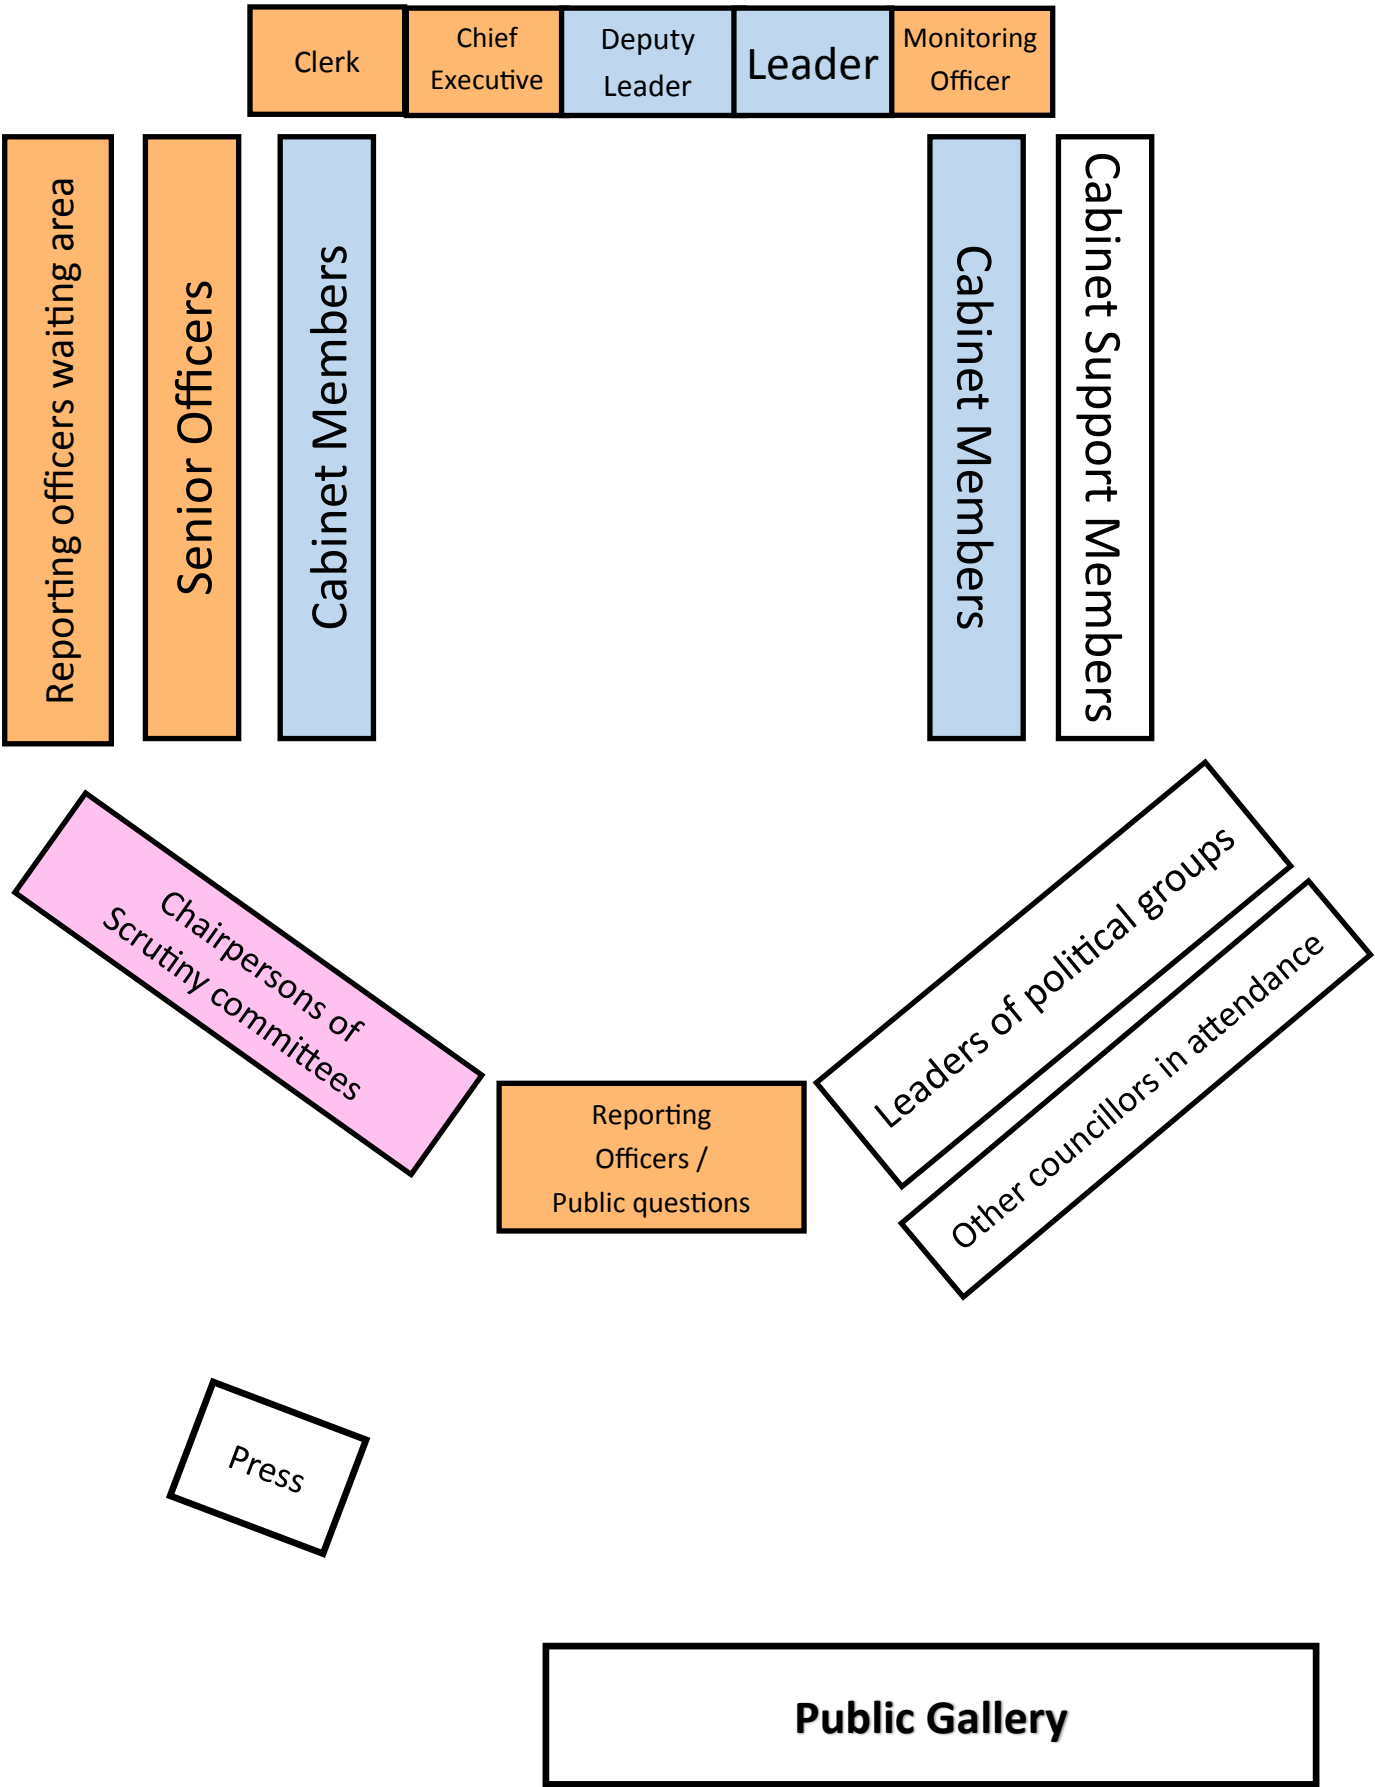 Clerk
Chief
Executive
Deputy
Leader
Leader
Monitoring
Officer
Reporting officers waiting area
Senior Officers
Cabinet Members
Cabinet Members
Cabinet Support Members
Chairpersons of
Scrutiny committees
Leaders of political groups
Other councillors in attendance
Reporting
Officers /
Public questions
Press
Public Gallery